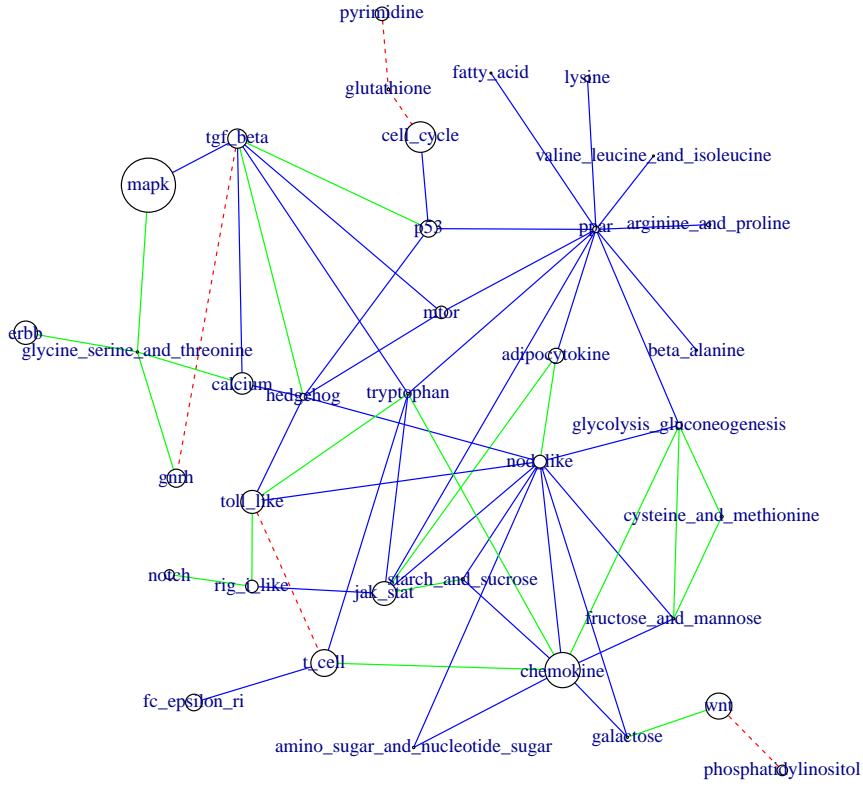 pyrimidine
fatty_acid
lysine
glutathione
tgf_beta
cell_cycle
valine_leucine_and_isoleucine
mapk
p53
ppar
arginine_and_proline
mtor
erbb
glycine_serine_and_threonine
adipocytokine
beta_alanine
calcium
hedgehog
tryptophan
glycolysis_gluconeogenesis
nod_like
gnrh
toll_like
cysteine_and_methionine
notch
rig_i_like
starch_and_sucrose
jak_stat
fructose_and_mannose
t_cell
chemokine
fc_epsilon_ri
wnt
amino_sugar_and_nucleotide_sugar
galactose
phosphatidylinositol